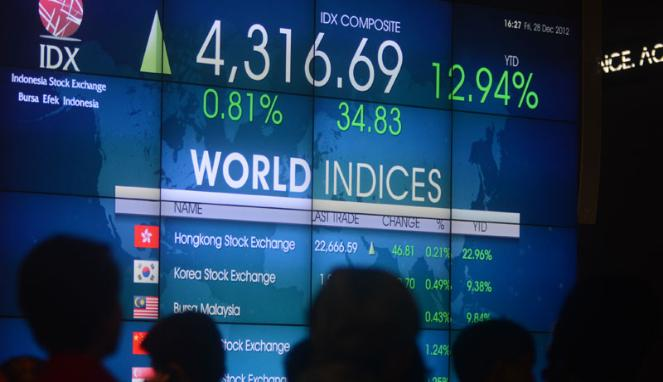 IDX COMPOSITE
16:27 Fri, 28 Dec 2012
IDX
Indonesia Stock Exchange
Bursa Efek Indonesia
4,316.69
YTD
12.94%
0.81% 34.83
WORLD INDICES
NAME LAST TRADE CHANGE % YTD
Hongkong Stock Exchange 22,666.59 46.81 0.21% 22.96%
Korea Stock Exchange 0.49% 9,38%
Bursa Malaysia 0.43% 9.84%
Stock Exchange 1.24%
Exchange